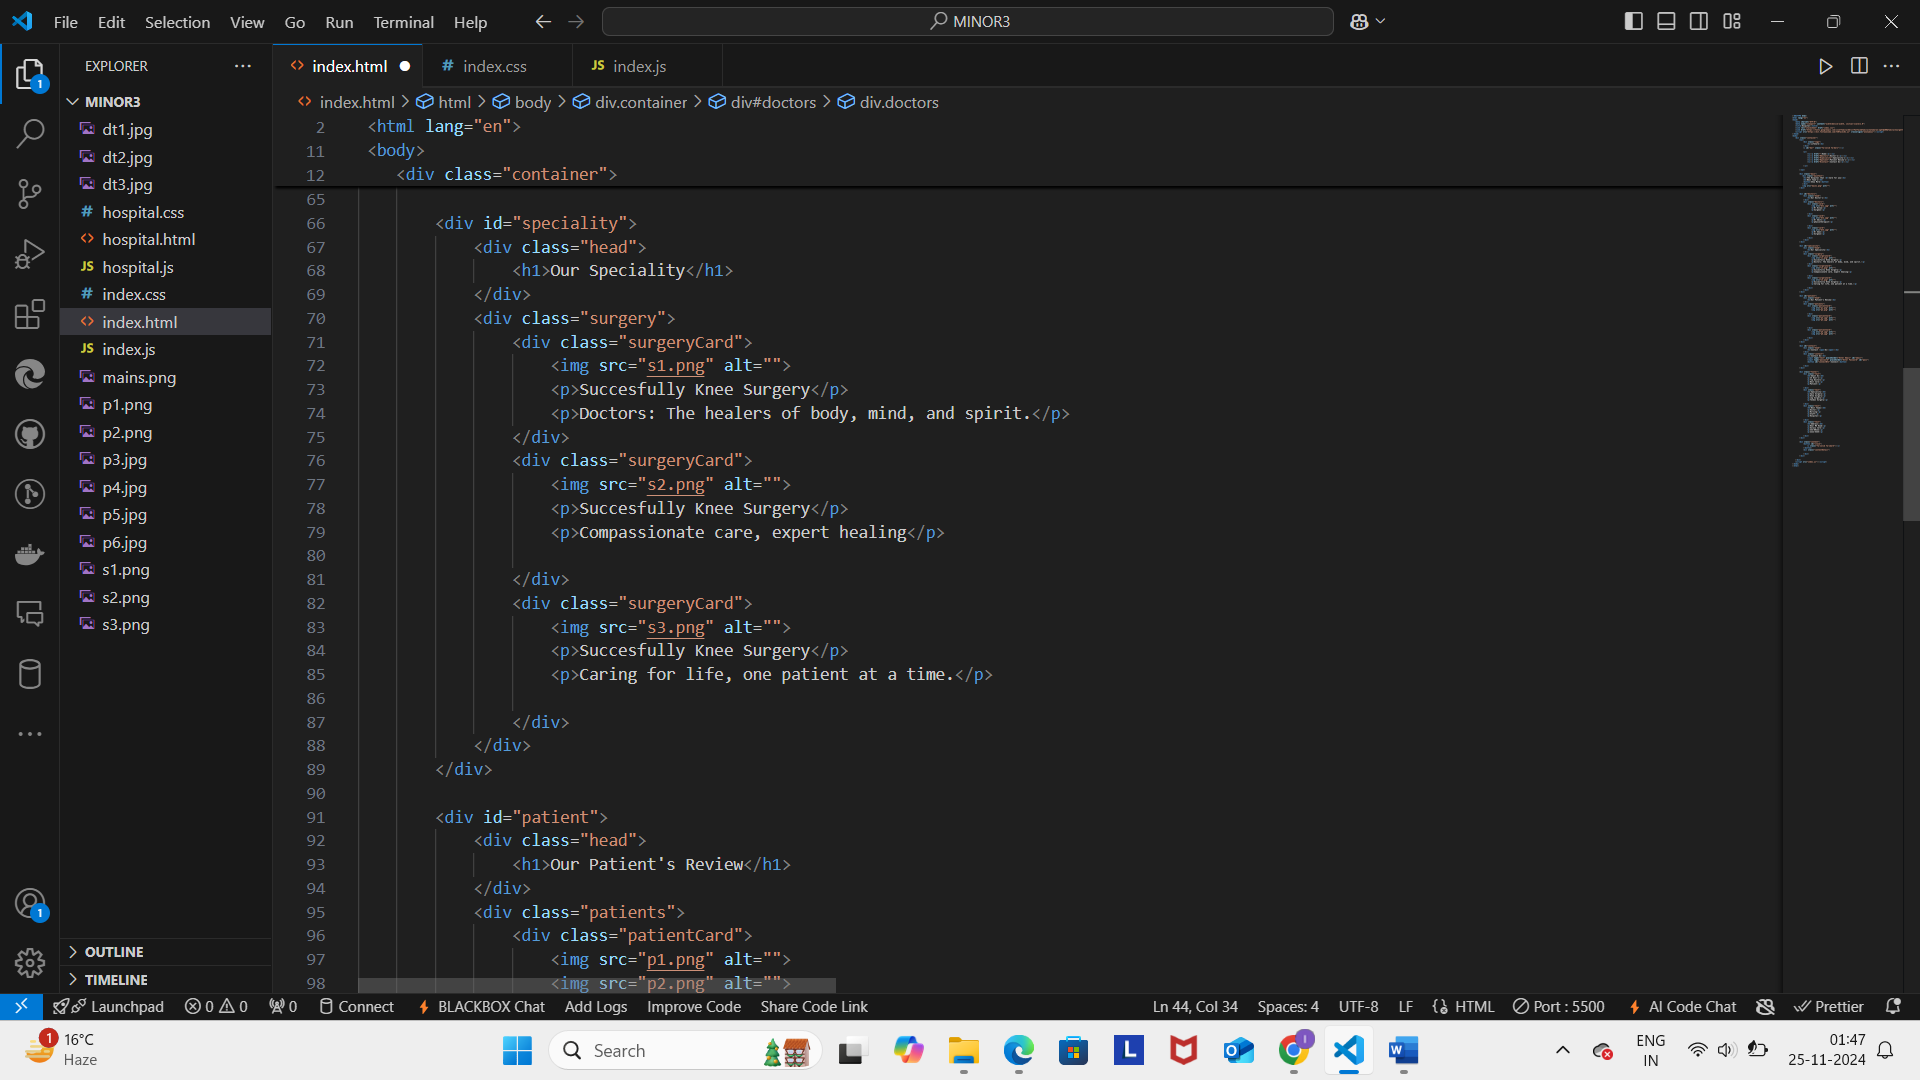 File Edit Selection View Go Run Terminal Help
MINOR3
EXPLORER
index.html
# index.css
JS index.js
MINOR3
index.html > html > body > div.container > div#doctors > div.doctors
dt1.jpg
dt2.jpg
dt3.jpg
# hospital.css
<> hospital.html
JS hospital.js
# index.css
<> index.html
JS index.js
mains.png
p1.png
p2.png
p3.jpg
p4.jpg
p5.jpg
p6.jpg
s1.png
s2.png
s3.png
OUTLINE
TIMELINE
2 <html lang="en">
11 <body>
12 <div class="container">
65
66 <div id="speciality">
67 <div class="head">
68 <h1>Our Speciality</h1>
69 </div>
70 <div class="surgery">
71 <div class="surgeryCard">
72 <img src="s1.png" alt="">
73 <p>Succesfully Knee Surgery</p>
74 <p>Doctors: The healers of body, mind, and spirit.</p>
75 </div>
76 <div class="surgeryCard">
77 <img src="s2.png" alt="">
78 <p>Succesfully Knee Surgery</p>
79 <p>Compassionate care, expert healing</p>
80
81 </div>
82 <div class="surgeryCard">
83 <img src="s3.png" alt="">
84 <p>Succesfully Knee Surgery</p>
85 <p>Caring for life, one patient at a time.</p>
86
87 </div>
88 </div>
89 </div>
90
91 <div id="patient">
92 <div class="head">
93 <h1>Our Patient's Review</h1>
94 </div>
95 <div class="patients">
96 <div class="patientCard">
97 <img src="p1.png" alt="">
98 <img src="p2.png" alt="">
1
1
Launchpad 0 0 0 Connect BLACKBOX Chat Add Logs Improve Code Share Code Link
Ln 44, Col 34 Spaces: 4 UTF-8 LF {} HTML Port : 5500 AI Code Chat Prettier
1
16°C
Haze
Search
L
W
ENG
IN
01:47
25-11-2024